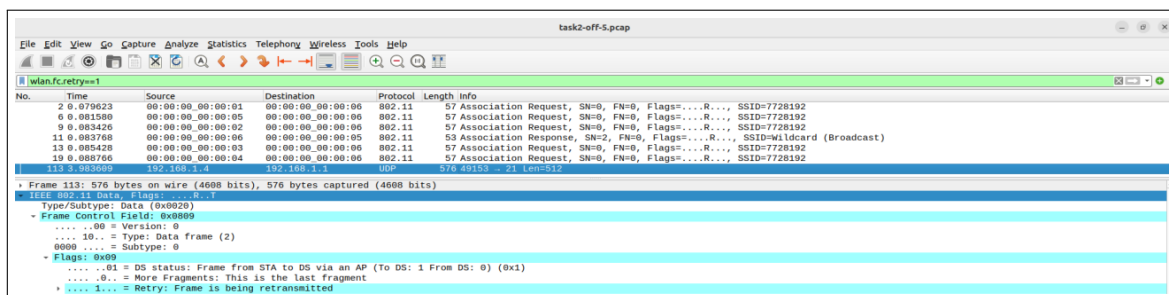 task2-off-5.pcap
File Edit View Go Capture Analyze Statistics Telephony Wireless Tools Help
wlan.fc.retry==1
No. Time Source Destination Protocol Length Info
2 0.079623 00:00:00_00:00:01 00:00:00_00:00:06 802.11 57 Association Request, SN=0, FN=0, Flags=....R..., SSID=7728192
6 0.081580 00:00:00_00:00:05 00:00:00_00:00:06 802.11 57 Association Request, SN=0, FN=0, Flags=....R..., SSID=7728192
9 0.083426 00:00:00_00:00:02 00:00:00_00:00:06 802.11 57 Association Request, SN=0, FN=0, Flags=....R..., SSID=7728192
11 0.083768 00:00:00_00:00:06 00:00:00_00:00:05 802.11 53 Association Response, SN=2, FN=0, Flags=....R..., SSID=Wildcard (Broadcast)
13 0.085428 00:00:00_00:00:03 00:00:00_00:00:06 802.11 57 Association Request, SN=0, FN=0, Flags=....R..., SSID=7728192
19 0.088766 00:00:00_00:00:04 00:00:00_00:00:06 802.11 57 Association Request, SN=0, FN=0, Flags=....R..., SSID=7728192
113 3.983609 192.168.1.4 192.168.1.1 UDP 576 49153 → 21 Len=512
Frame 113: 576 bytes on wire (4608 bits), 576 bytes captured (4608 bits)
IEEE 802.11 Data, Flags: ....R..T
Type/Subtype: Data (0x0020)
Frame Control Field: 0x0809
.... ..00 = Version: 0
.... 10.. = Type: Data frame (2)
0000 .... = Subtype: 0
Flags: 0x09
.... ..01 = DS status: Frame from STA to DS via an AP (To DS: 1 From DS: 0) (0x1)
.... .0.. = More Fragments: This is the last fragment
.... 1... = Retry: Frame is being retransmitted